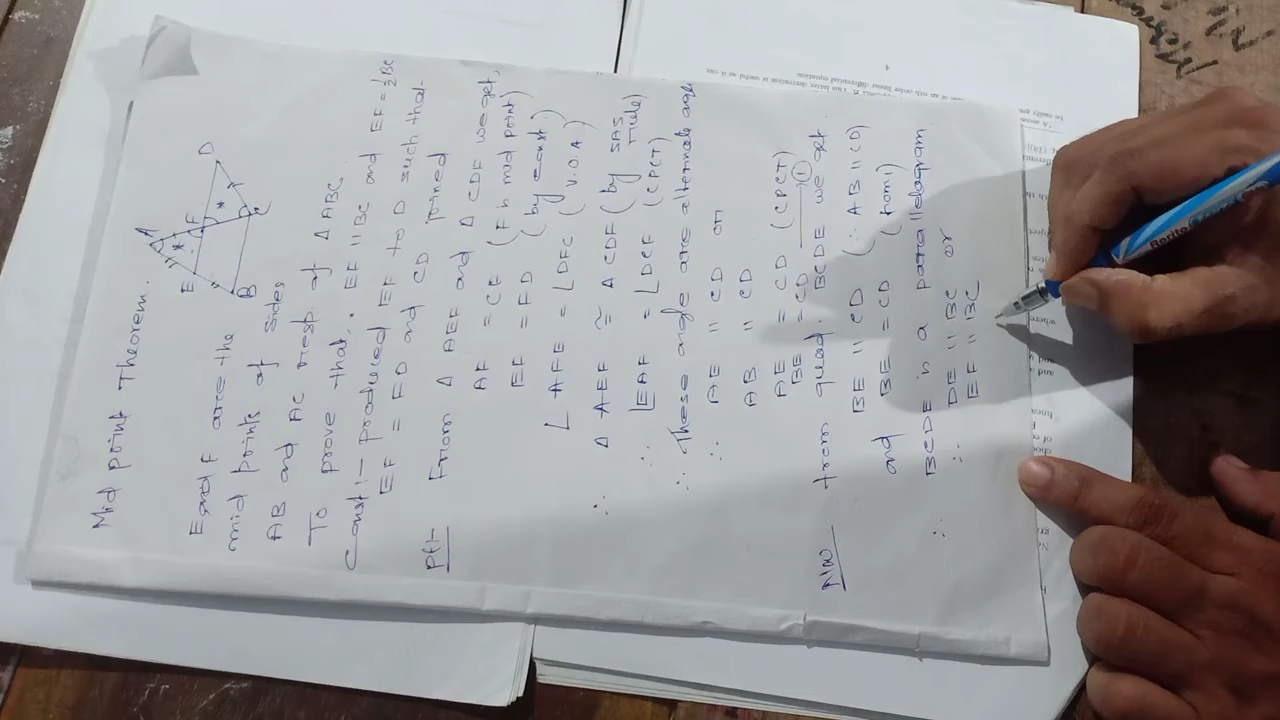 Mid point Theorem.
A
D
E
F
B
C
E and F are the
mid points of sides
AB and AC resp. of Δ ABC
To prove that. EF || BC and EF = ½ BC
Const:- produced EF to D such that
EF = FD and CD joined
Pf:- From Δ AEF and Δ CDF we get,
AF = CF (F is mid point)
EF = FD (by const)
∠AFE = ∠DFC (V.O.A)
∴ Δ AEF ≅ Δ CDF (by SAS rule)
∴ ∠EAF = ∠DCF (CPCT)
∴ These angle are alternate angle
∴ AE || CD or
AB || CD
AE = CD (CPCT)
BE = CD ①
Now from quad. BCDE we get
BE || CD (∵ AB || CD)
and BE = CD (from 1)
∴ BCDE is a parallelogram
∴ DE || BC or
EF || BC
4